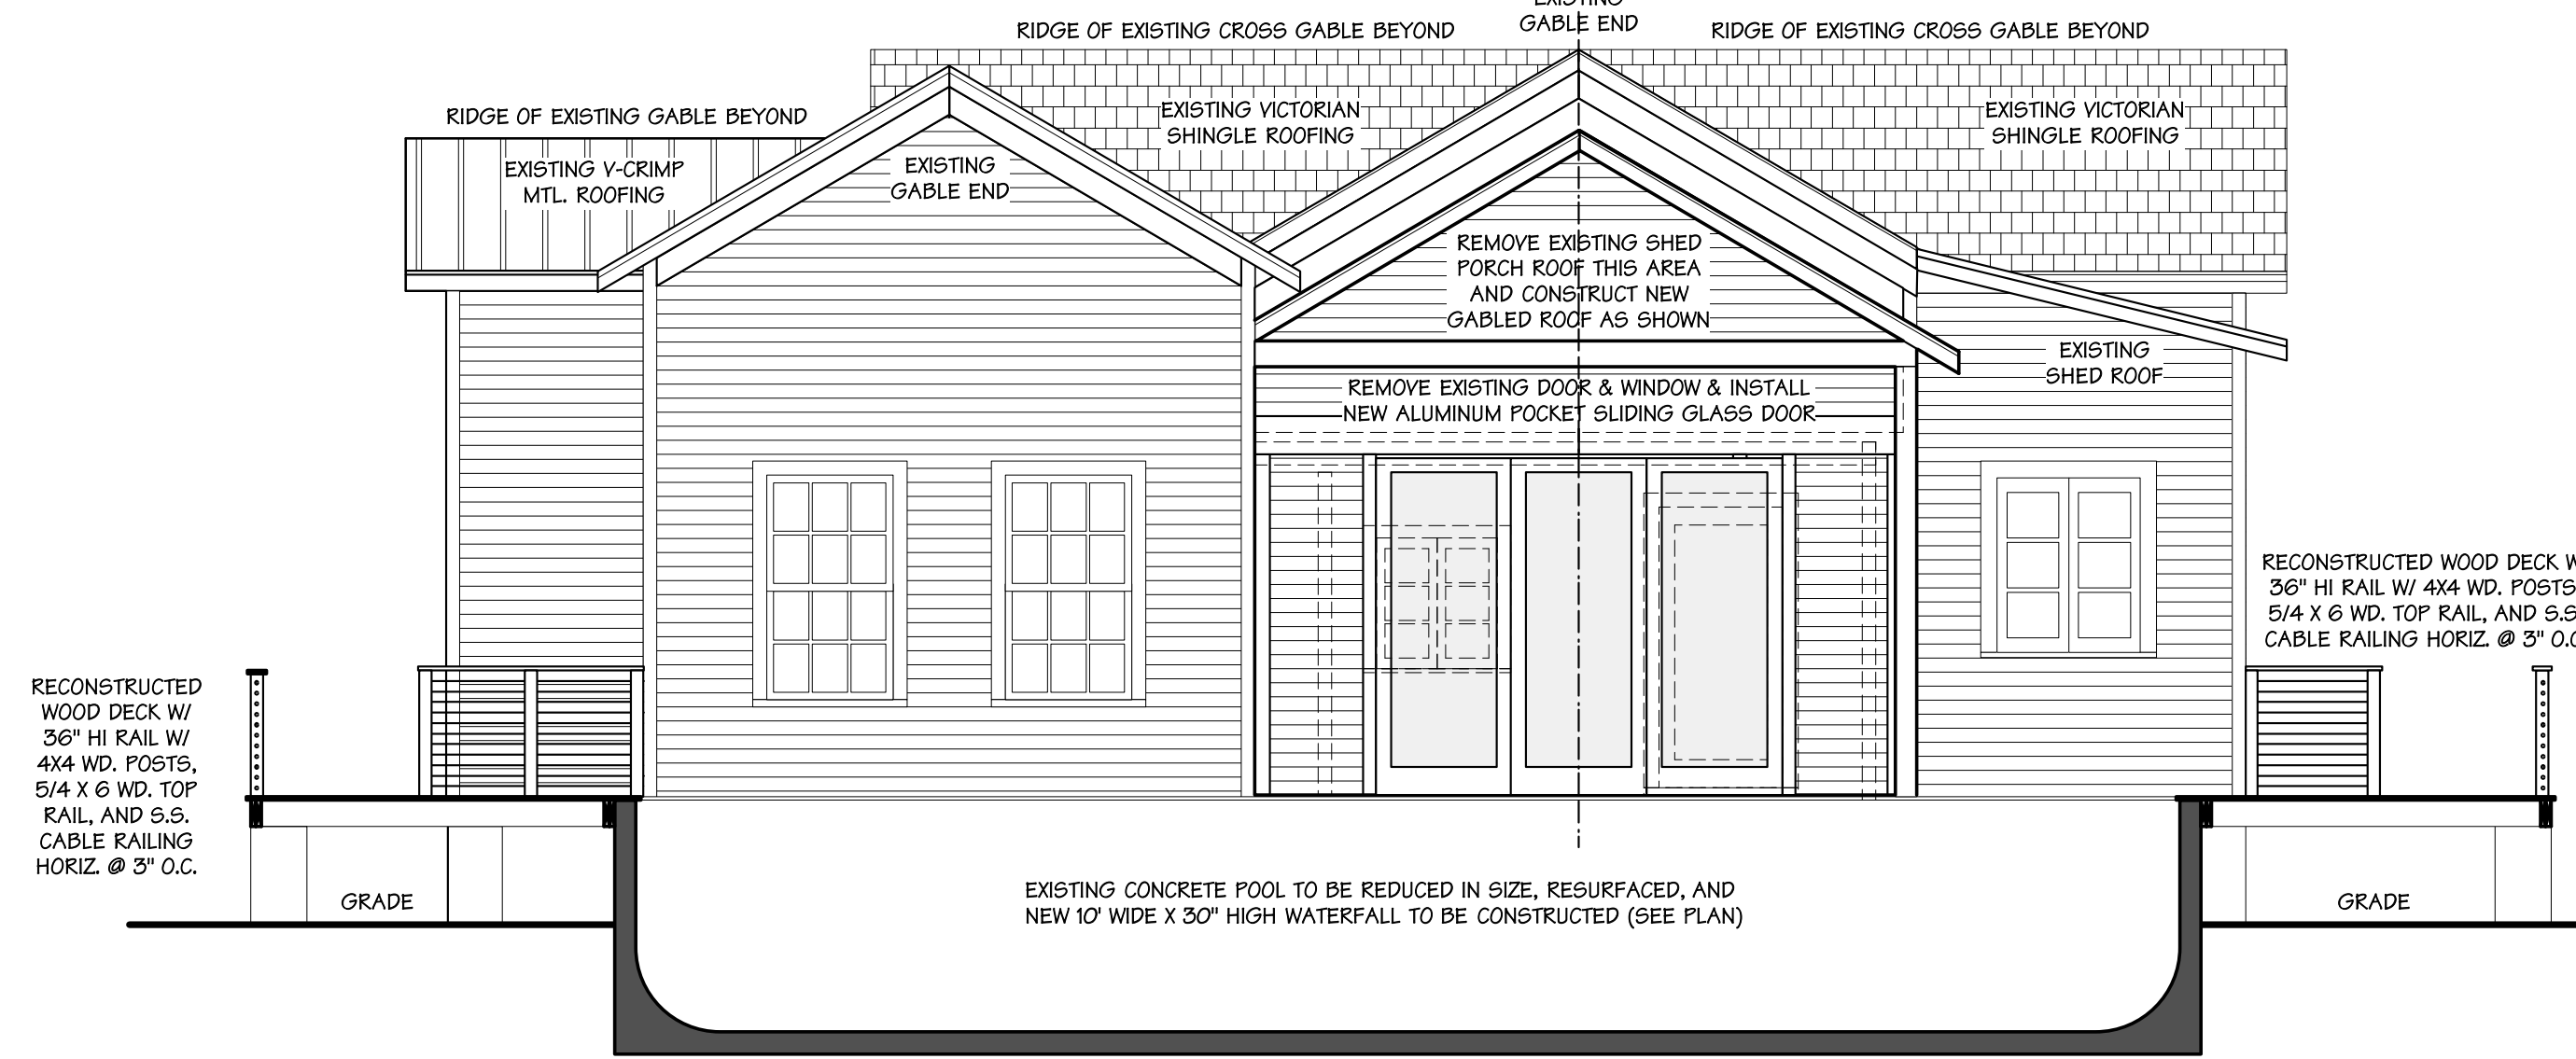 EXISTING
GABLE END
RIDGE OF EXISTING CROSS GABLE BEYOND
RIDGE OF EXISTING CROSS GABLE BEYOND
RIDGE OF EXISTING GABLE BEYOND
EXISTING V-CRIMP
MTL. ROOFING
EXISTING
GABLE END
EXISTING VICTORIAN
SHINGLE ROOFING
EXISTING VICTORIAN
SHINGLE ROOFING
REMOVE EXISTING SHED
PORCH ROOF THIS AREA
AND CONSTRUCT NEW
GABLED ROOF AS SHOWN
EXISTING
SHED ROOF
REMOVE EXISTING DOOR & WINDOW & INSTALL
NEW ALUMINUM POCKET SLIDING GLASS DOOR
RECONSTRUCTED WOOD DECK
36" HI RAIL W/ 4X4 WD. POSTS
5/4 X 6 WD. TOP RAIL, AND S.S
CABLE RAILING HORIZ. @ 3" O.C
RECONSTRUCTED
WOOD DECK W/
36" HI RAIL W/
4X4 WD. POSTS,
5/4 X 6 WD. TOP
RAIL, AND S.S.
CABLE RAILING
HORIZ. @ 3" O.C.
GRADE
EXISTING CONCRETE POOL TO BE REDUCED IN SIZE, RESURFACED, AND
NEW 10' WIDE X 30" HIGH WATERFALL TO BE CONSTRUCTED (SEE PLAN)
GRADE